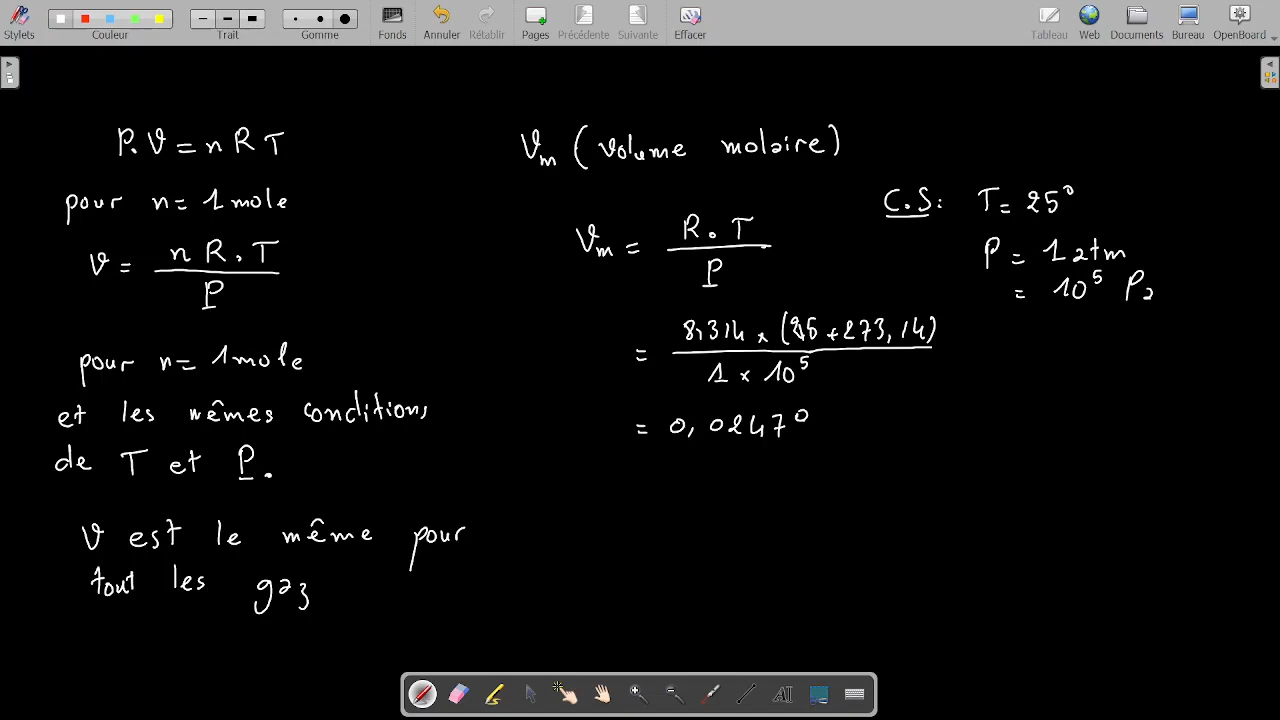 Stylets Couleur Trait Gomme Fonds Annuler Rétablir Pages Précédente Suivante Effacer Tableau Web Documents Bureau OpenBoard
P.V = n R T
pour n = 1 mole
V = n R . T / P
pour n = 1 mole
et les mêmes conditions
de T et P.
V est le même pour
tout les gaz
Vm (volume molaire)
Vm = R . T / P
= 8,314 × (25 + 273,14) / 1 × 10⁵
= 0,02470
C.S: T = 25°
P = 1 atm
= 10⁵ Pa
AI